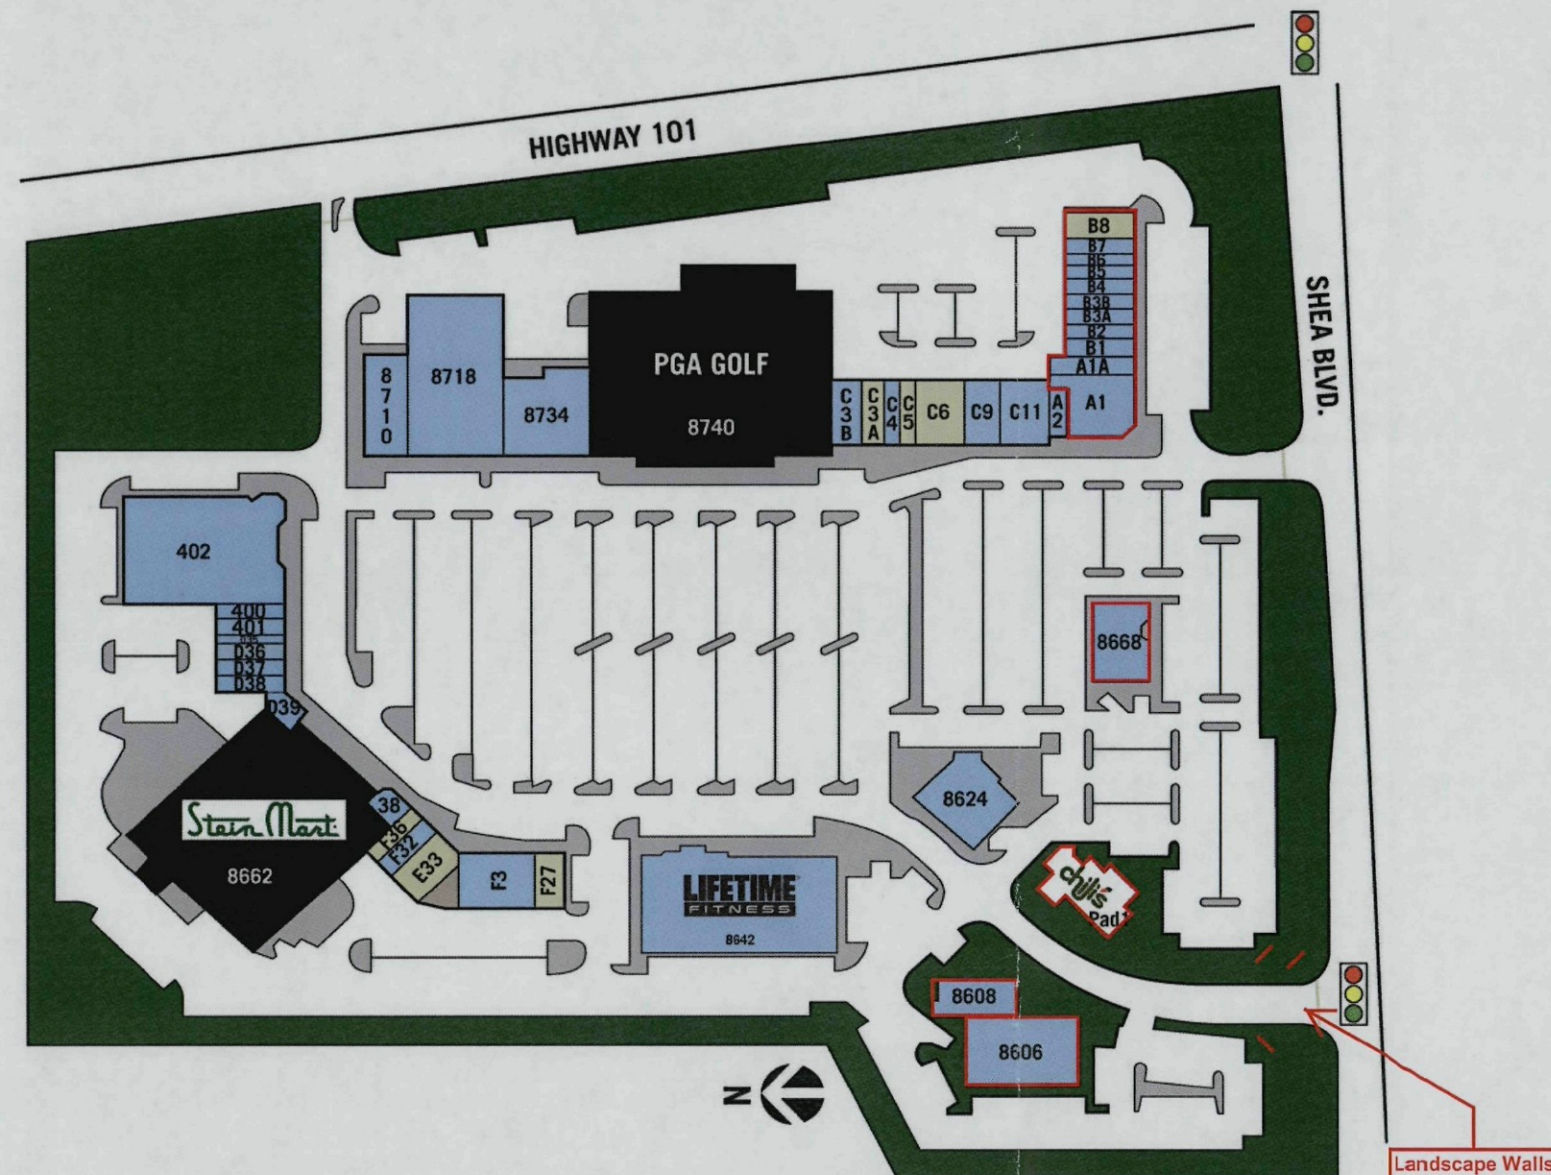 HIGHWAY 101
SHEA BLVD.
B8
B7
B6
B5
B4
B3B
B3A
B2
B1
A1A
A1
A2
8710
8718
8734
PGA GOLF
8740
C3B
C3A
C4
C5
C6
C9
C11
402
400
401
D36
D37
D38
D39
8668
Stein Mart.
8662
38
F36
F32
E33
F3
F27
8624
LIFETIME
FITNESS
8642
chili's
Pad1
8608
8606
N
Landscape Walls